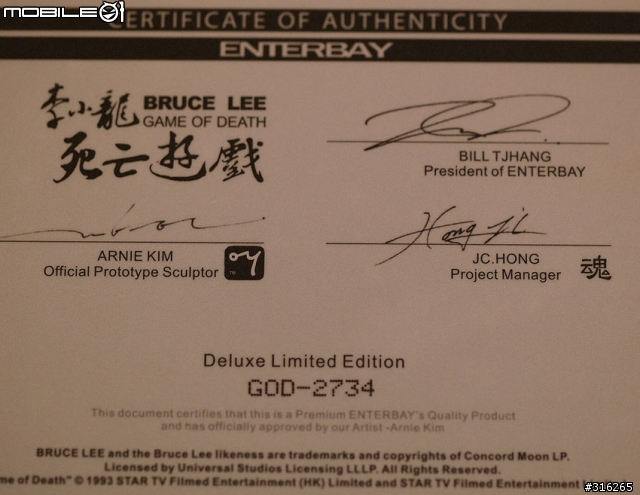 MOBILE01
CERTIFICATE OF AUTHENTICITY
ENTERBAY
李小龍 BRUCE LEE
GAME OF DEATH
死亡遊戲
BILL TJHANG
President of ENTERBAY
ARNIE KIM
Official Prototype Sculptor
JC.HONG
Project Manager 魂
Deluxe Limited Edition
GOD-2734
This document certifies that this is a Premium ENTERBAY's Quality Product
and has officially approved by our Artist -Arnie Kim
BRUCE LEE and the Bruce Lee likeness are trademarks and copyrights of Concord Moon LP.
Licensed by Universal Studios Licensing LLLP. All Rights Reserved.
me of Death" © 1993 STAR TV Filmed Entertainment (HK) Limited and STAR TV Filmed Entertainment
#316265